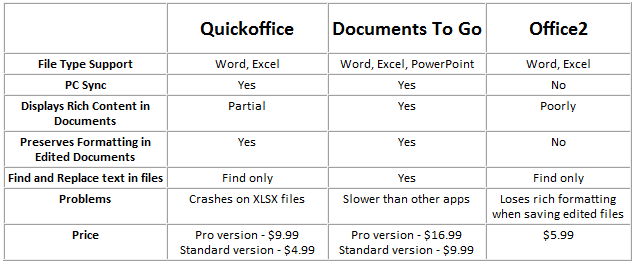 Quickoffice Documents To Go Office2
File Type Support Word, Excel Word, Excel, PowerPoint Word, Excel
PC Sync Yes Yes No
Displays Rich Content in
Documents Partial Yes Poorly
Preserves Formatting in
Edited Documents Yes Yes No
Find and Replace text in files Find only Yes Find only
Problems Crashes on XLSX files Slower than other apps Loses rich formatting
when saving edited files
Price Pro version - $9.99 Pro version - $16.99 $5.99
Standard version - $4.99 Standard version - $9.99